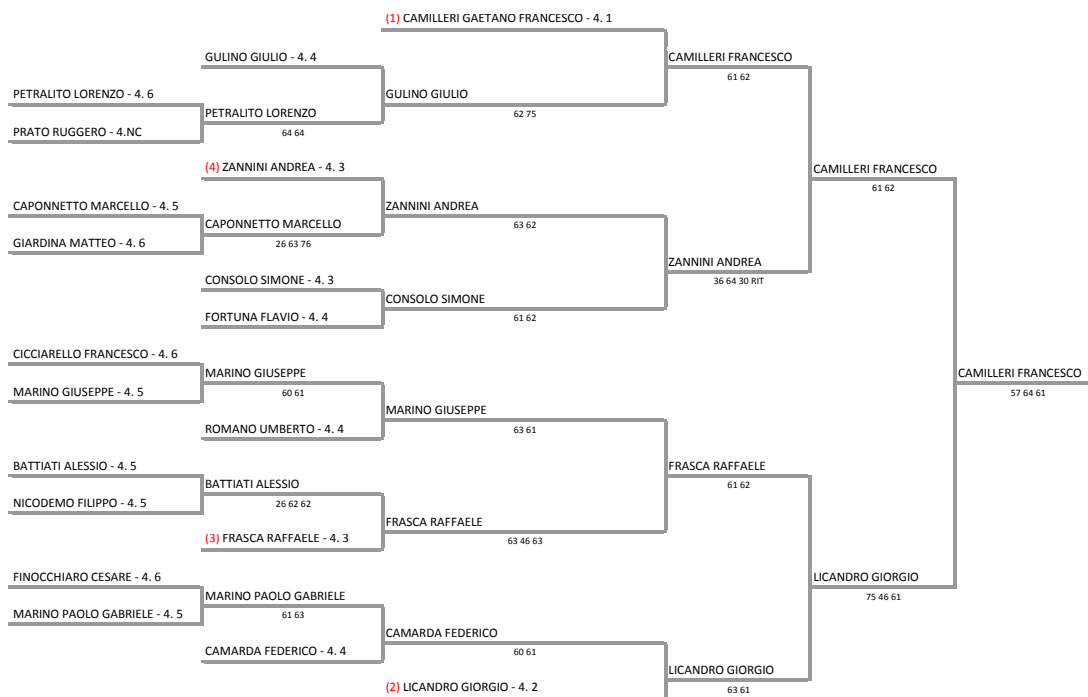 (1) CAMILLERI GAETANO FRANCESCO - 4. 1
GULINO GIULIO - 4. 4
CAMILLERI FRANCESCO
61 62
PETRALITO LORENZO - 4. 6
GULINO GIULIO
PETRALITO LORENZO
62 75
PRATO RUGGERO - 4.NC
64 64
(4) ZANNINI ANDREA - 4. 3
CAMILLERI FRANCESCO
61 62
CAPONNETTO MARCELLO - 4. 5
ZANNINI ANDREA
CAPONNETTO MARCELLO
63 62
GIARDINA MATTEO - 4. 6
26 63 76
ZANNINI ANDREA
CONSOLO SIMONE - 4. 3
36 64 30 RIT
CONSOLO SIMONE
FORTUNA FLAVIO - 4. 4
61 62
CICCIARELLO FRANCESCO - 4. 6
MARINO GIUSEPPE
CAMILLERI FRANCESCO
MARINO GIUSEPPE - 4. 5
60 61
57 64 61
MARINO GIUSEPPE
ROMANO UMBERTO - 4. 4
63 61
BATTIATI ALESSIO - 4. 5
FRASCA RAFFAELE
BATTIATI ALESSIO
61 62
NICODEMO FILIPPO - 4. 5
26 62 62
FRASCA RAFFAELE
(3) FRASCA RAFFAELE - 4. 3
63 46 63
FINOCCHIARO CESARE - 4. 6
LICANDRO GIORGIO
MARINO PAOLO GABRIELE
75 46 61
MARINO PAOLO GABRIELE - 4. 5
61 63
CAMARDA FEDERICO
CAMARDA FEDERICO - 4. 4
60 61
LICANDRO GIORGIO
(2) LICANDRO GIORGIO - 4. 2
63 61